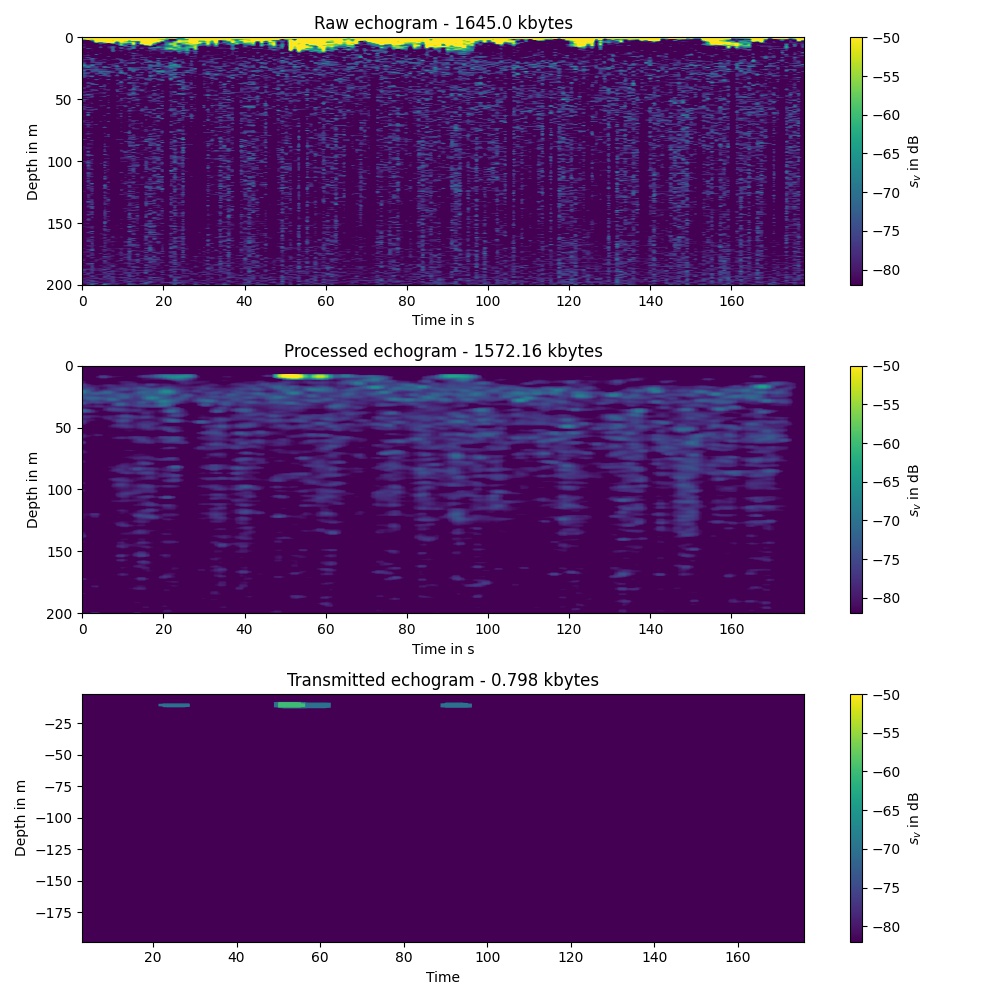 Raw echogram - 1645.0 kbytes
0
50
100
150
200
Depth in m
0 20 40 60 80 100 120 140 160
Time in s
−50
−55
−60
−65
−70
−75
−80
sv in dB
Processed echogram - 1572.16 kbytes
0
50
100
150
200
Depth in m
0 20 40 60 80 100 120 140 160
Time in s
−50
−55
−60
−65
−70
−75
−80
sv in dB
Transmitted echogram - 0.798 kbytes
−25
−50
−75
−100
−125
−150
−175
Depth in m
20 40 60 80 100 120 140 160
Time
−50
−55
−60
−65
−70
−75
−80
sv in dB